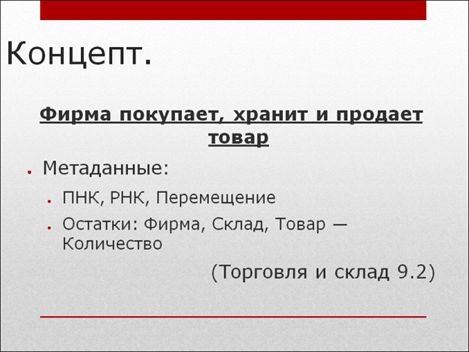 Концепт.
Фирма покупает, хранит и продает
товар
Метаданные:
ПНК, РНК, Перемещение
Остатки: Фирма, Склад, Товар —
Количество
(Торговля и склад 9.2)